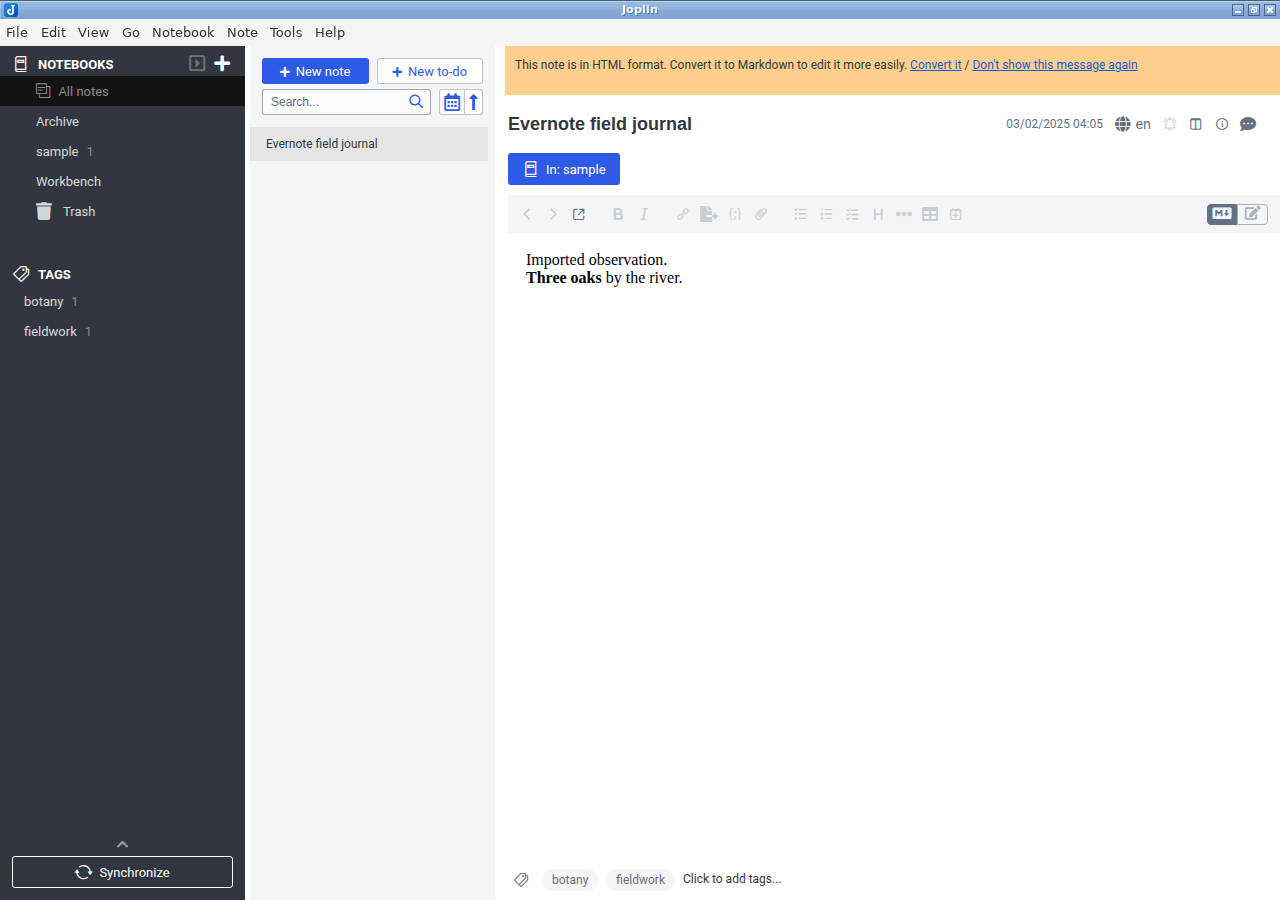 Joplin
File Edit View Go Notebook Note Tools Help
NOTEBOOKS
All notes
Archive
sample 1
Workbench
Trash
TAGS
botany 1
fieldwork 1
Synchronize
New note
New to-do
Search...
Evernote field journal
This note is in HTML format. Convert it to Markdown to edit it more easily. Convert it / Don't show this message again
Evernote field journal
03/02/2025 04:05 en
In: sample
Imported observation.
Three oaks by the river.
botany fieldwork Click to add tags...